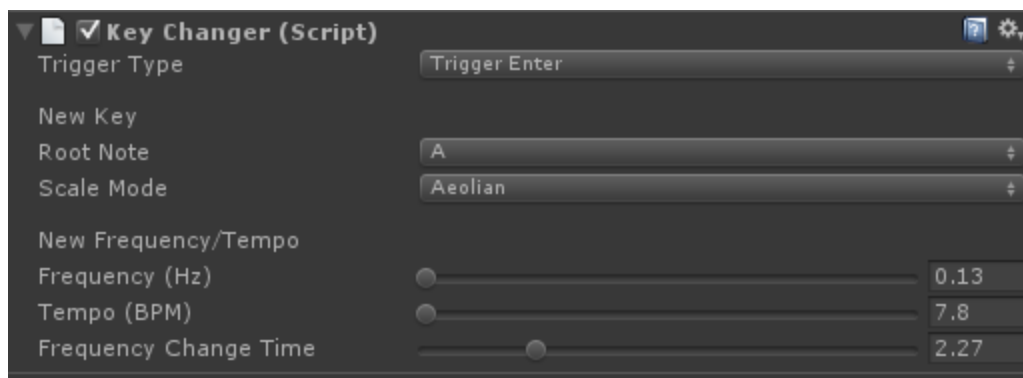 Key Changer (Script)
Trigger Type Trigger Enter
New Key
Root Note A
Scale Mode Aeolian
New Frequency/Tempo
Frequency (Hz) 0.13
Tempo (BPM) 7.8
Frequency Change Time 2.27